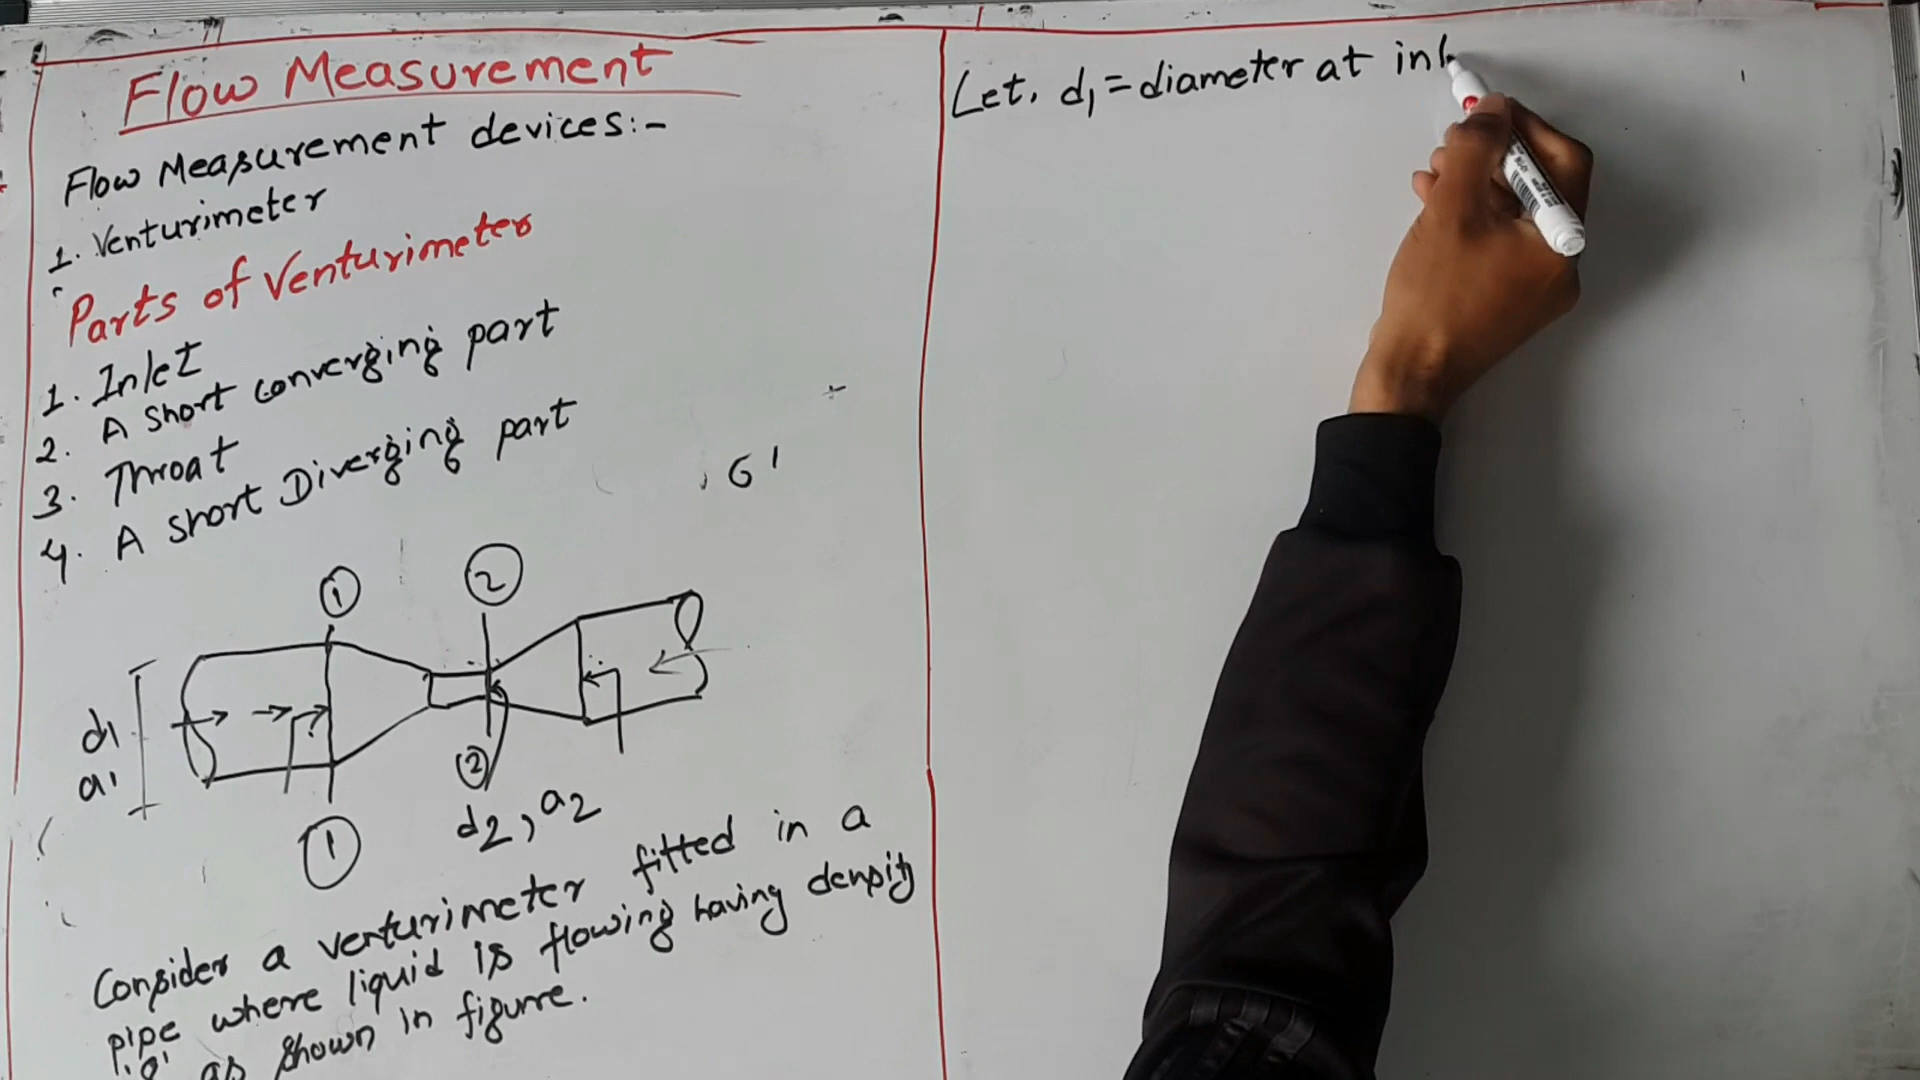 Flow Measurement
Flow Measurement devices:-
1. Venturimeter
Parts of Venturimeter
1. Inlet
2. A Short Converging part
3. Throat
4. A short Diverging part
6'
1
2
d1
a1
2
d2, a2
1
Consider a venturimeter fitted in a
pipe where liquid is flowing having density
as shown in figure.
Let, d1 = diameter at inl